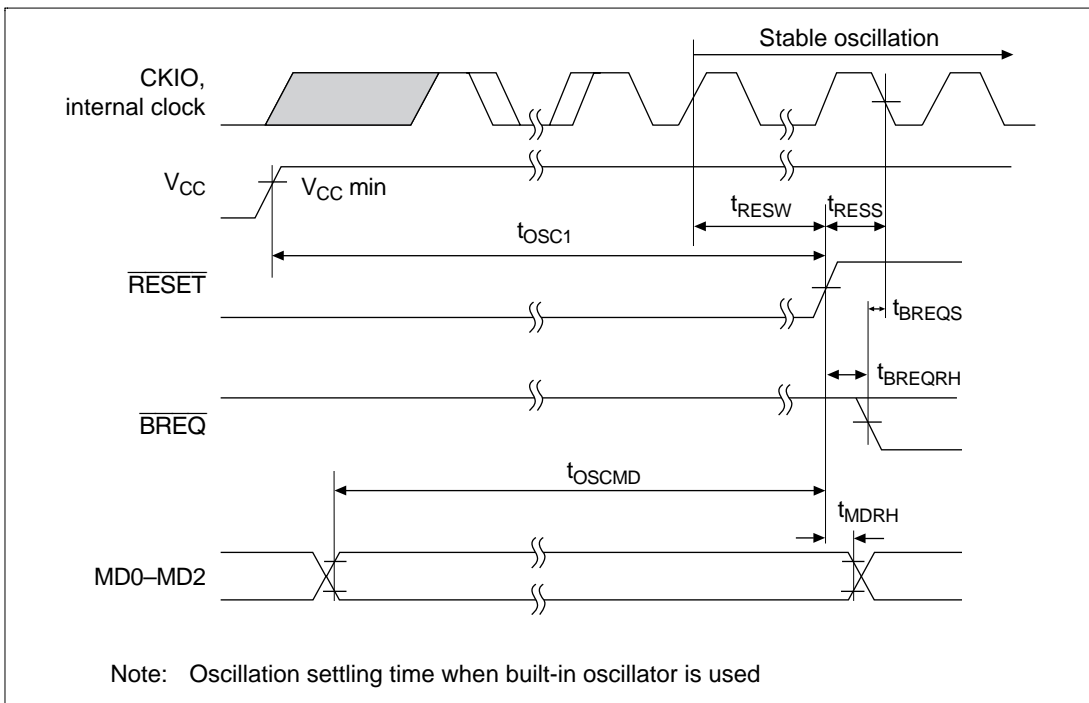 Stable oscillation
CKIO,
internal clock
VCC
VCC min
tRESW
tRESS
tOSC1
RESET
tBREQS
tBREQRH
BREQ
tOSCMD
tMDRH
MD0–MD2
Note: Oscillation settling time when built-in oscillator is used